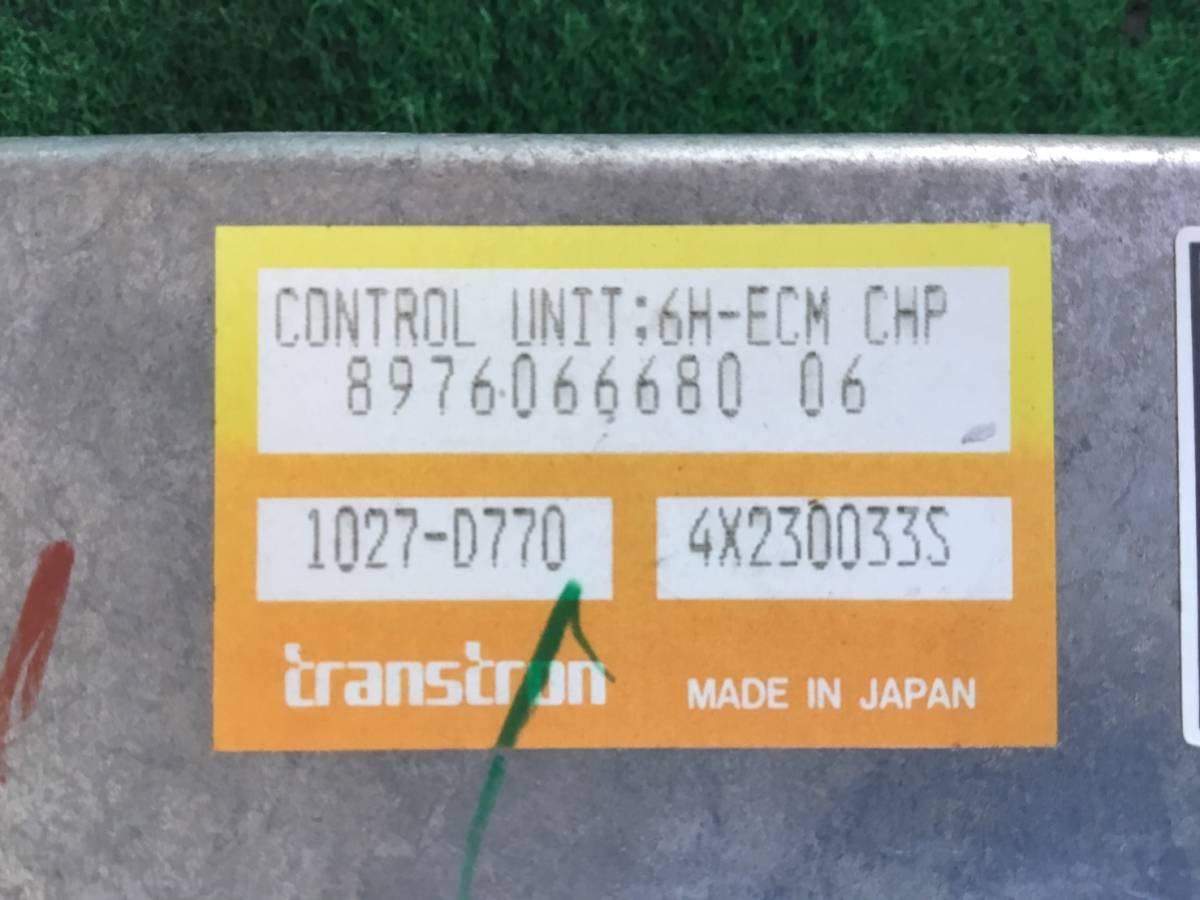 CONTROL UNIT:6H-ECM CHP
8976066680 06
1027-D770 4X230033S
transtron MADE IN JAPAN